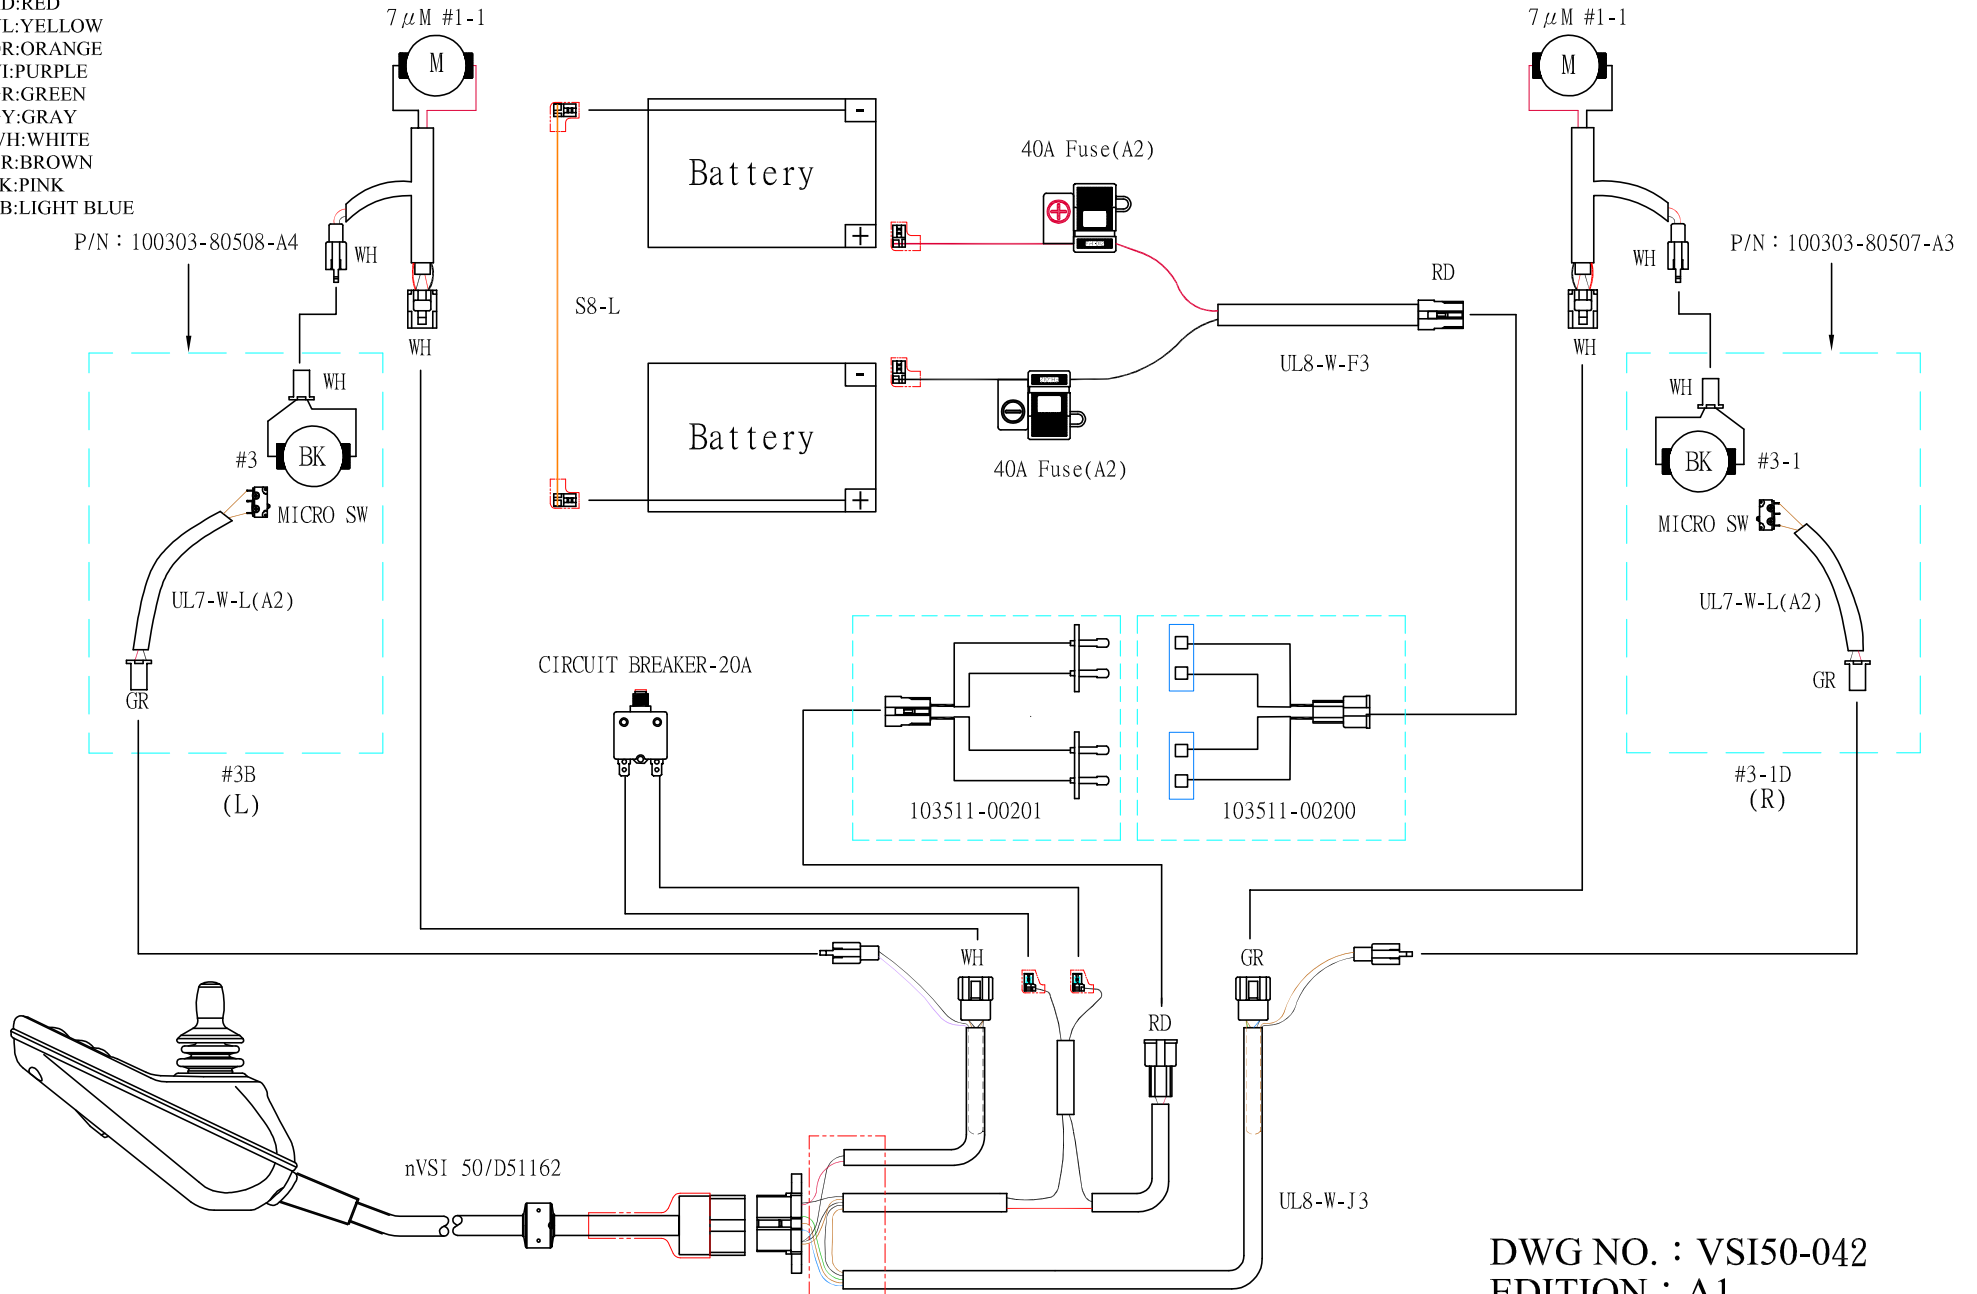 D:RED
L:YELLOW
R:ORANGE
I:PURPLE
R:GREEN
Y:GRAY
H:WHITE
R:BROWN
K:PINK
B:LIGHT BLUE
7μM #1-1
M
7μM #1-1
M
P/N：100303-80508-A4
WH
WH
WH
#3
BK
MICRO SW
UL7-W-L(A2)
GR
#3B
(L)
S8-L
Battery
-
+
Battery
-
+
40A Fuse(A2)
40A Fuse(A2)
RD
UL8-W-F3
P/N：100303-80507-A3
WH
WH
WH
BK
#3-1
MICRO SW
UL7-W-L(A2)
GR
#3-1D
(R)
CIRCUIT BREAKER-20A
103511-00201
103511-00200
WH
RD
GR
nVSI 50/D51162
UL8-W-J3
DWG NO.：VSI50-042
EDITION：A1